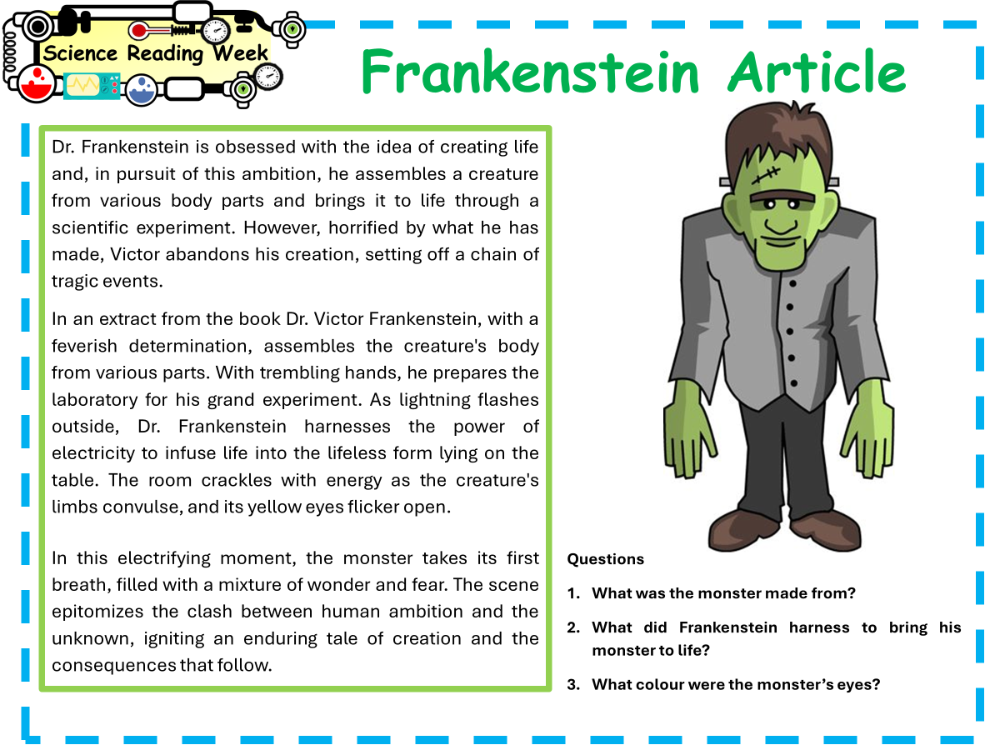 Science Reading Week
Frankenstein Article
Dr. Frankenstein is obsessed with the idea of creating life
and, in pursuit of this ambition, he assembles a creature
from various body parts and brings it to life through a
scientific experiment. However, horrified by what he has
made, Victor abandons his creation, setting off a chain of
tragic events.
In an extract from the book Dr. Victor Frankenstein, with a
feverish determination, assembles the creature's body
from various parts. With trembling hands, he prepares the
laboratory for his grand experiment. As lightning flashes
outside, Dr. Frankenstein harnesses the power of
electricity to infuse life into the lifeless form lying on the
table. The room crackles with energy as the creature's
limbs convulse, and its yellow eyes flicker open.
In this electrifying moment, the monster takes its first
breath, filled with a mixture of wonder and fear. The scene
epitomizes the clash between human ambition and the
unknown, igniting an enduring tale of creation and the
consequences that follow.
Questions
1. What was the monster made from?
2. What did Frankenstein harness to bring his
monster to life?
3. What colour were the monster’s eyes?